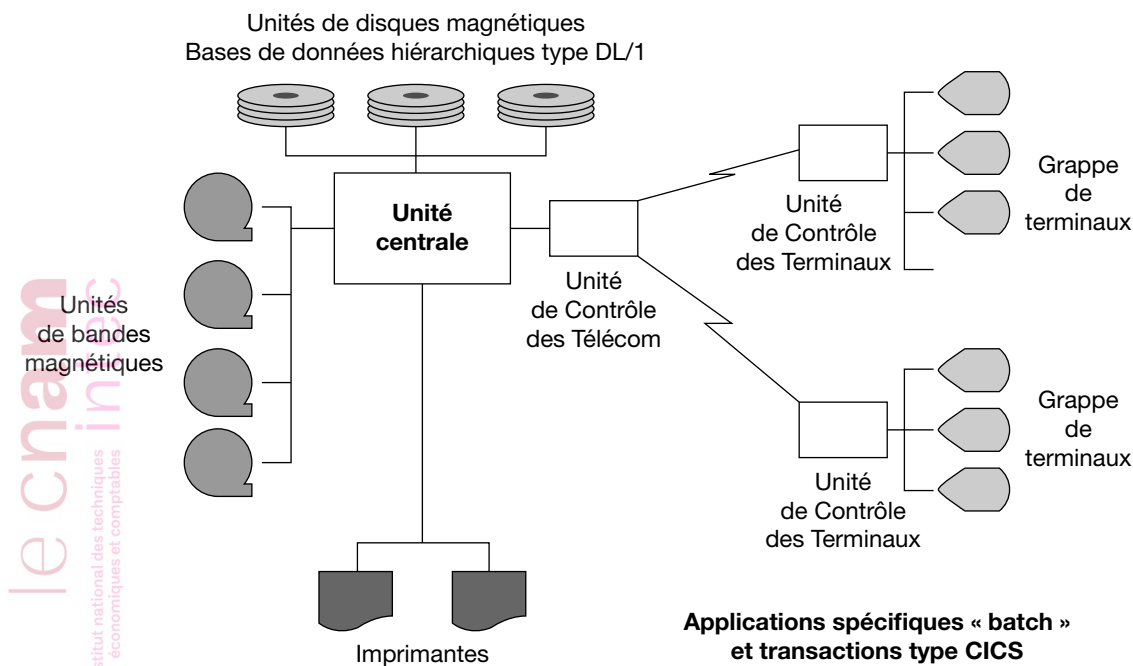 Unités de disques magnétiques
Bases de données hiérarchiques type DL/1
Unité
centrale
Unités
de bandes
magnétiques
Unité
de Contrôle
des Télécom
Unité
de Contrôle
des Terminaux
Grappe
de
terminaux
Unité
de Contrôle
des Terminaux
Grappe
de
terminaux
Imprimantes
Applications spécifiques « batch »
et transactions type CICS
le cnam
intec
national des techniques
économiques et comptables